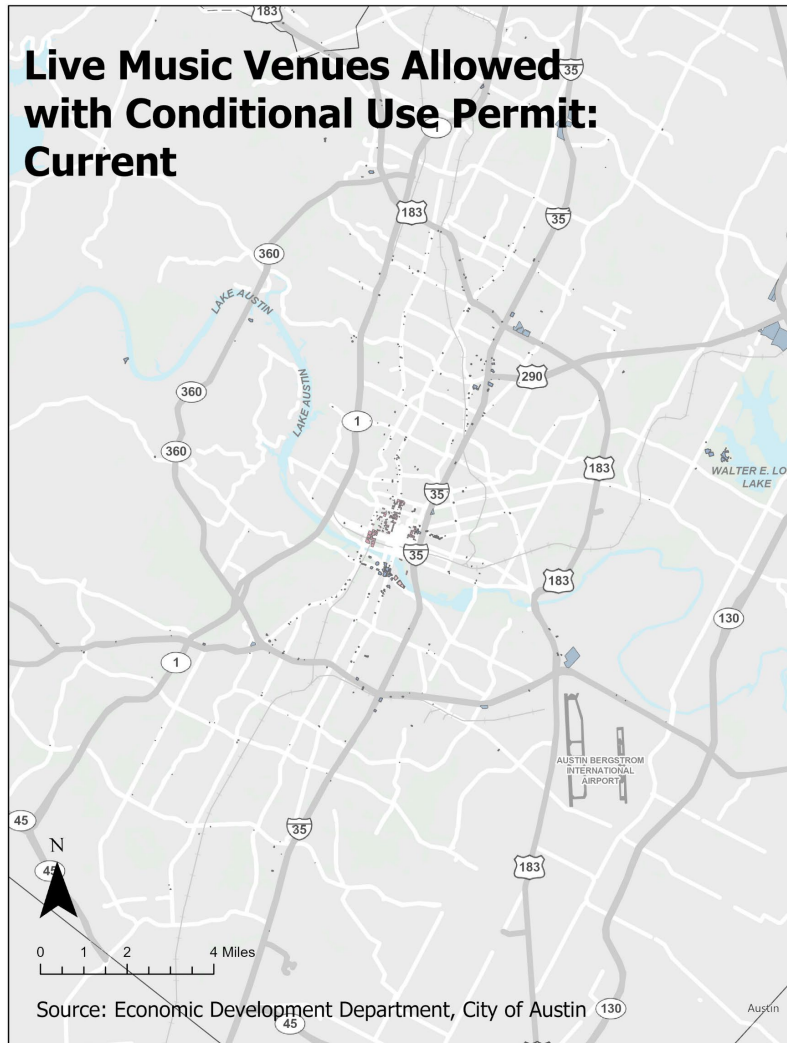 183
Live Music Venues Allowed
with Conditional Use Permit:
Current
35
1
183
35
360
LAKE AUSTIN
360
290
LAKE AUSTIN
1
360
183
WALTER E. LO
LAKE
35
35
183
130
1
AUSTIN BERGSTROM
INTERNATIONAL
AIRPORT
45
35
N
45
183
0 1 2 4 Miles
Source: Economic Development Department, City of Austin
130
Austin
45